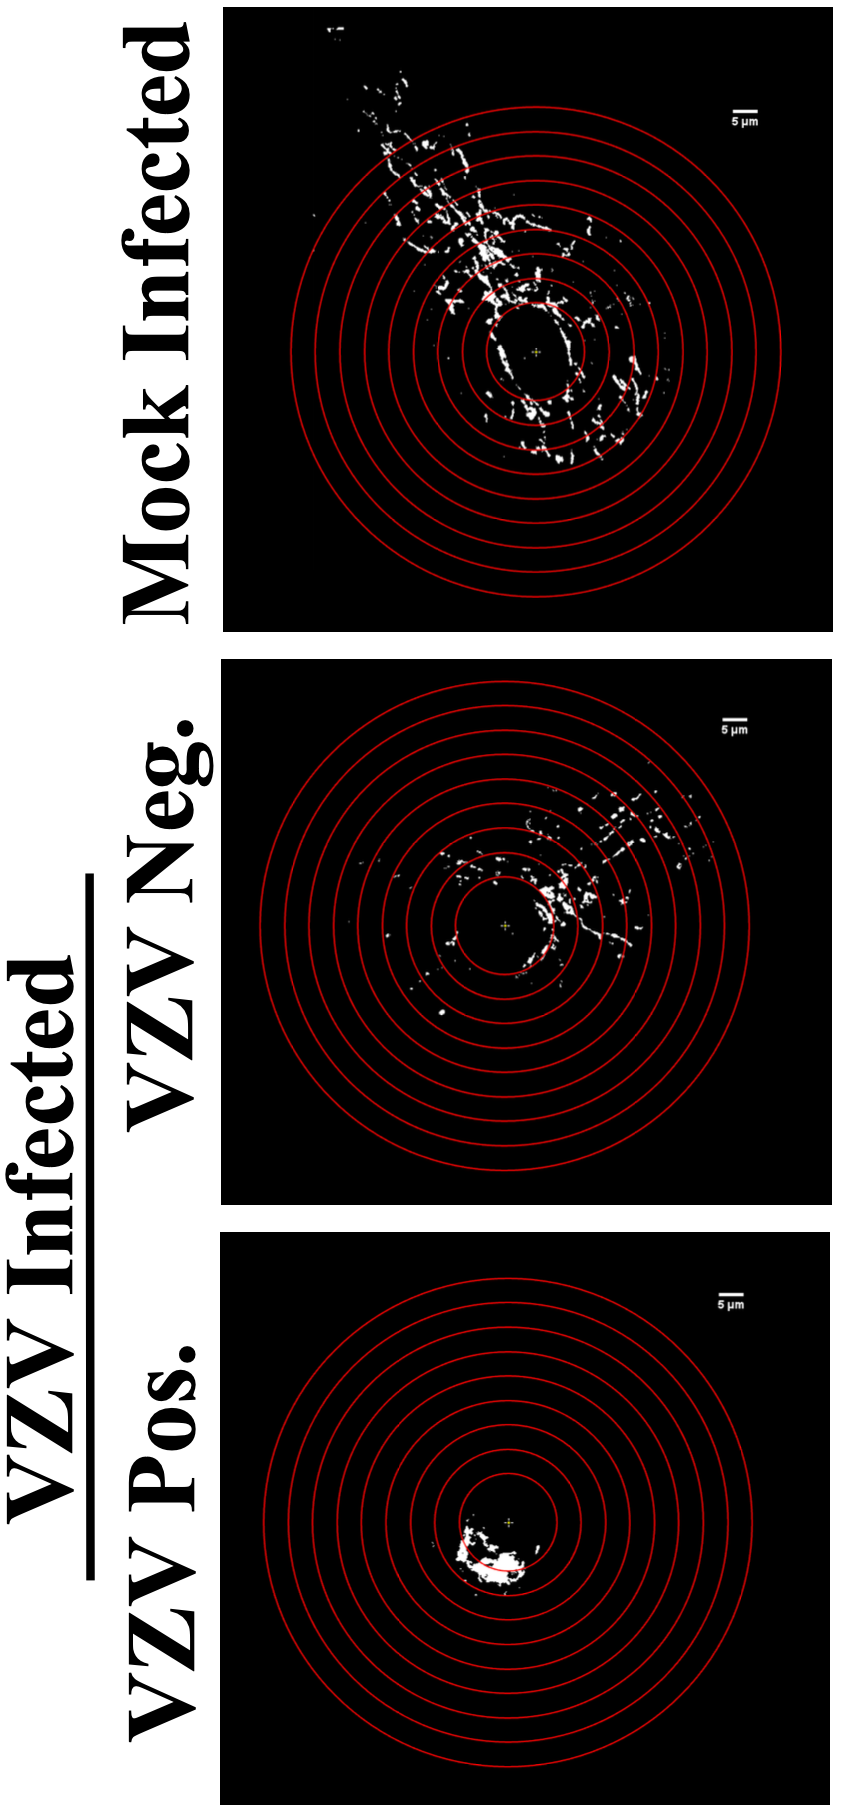 Mock Infected
5 µm
VZV Infected
VZV Neg.
5 µm
VZV Pos.
5 µm